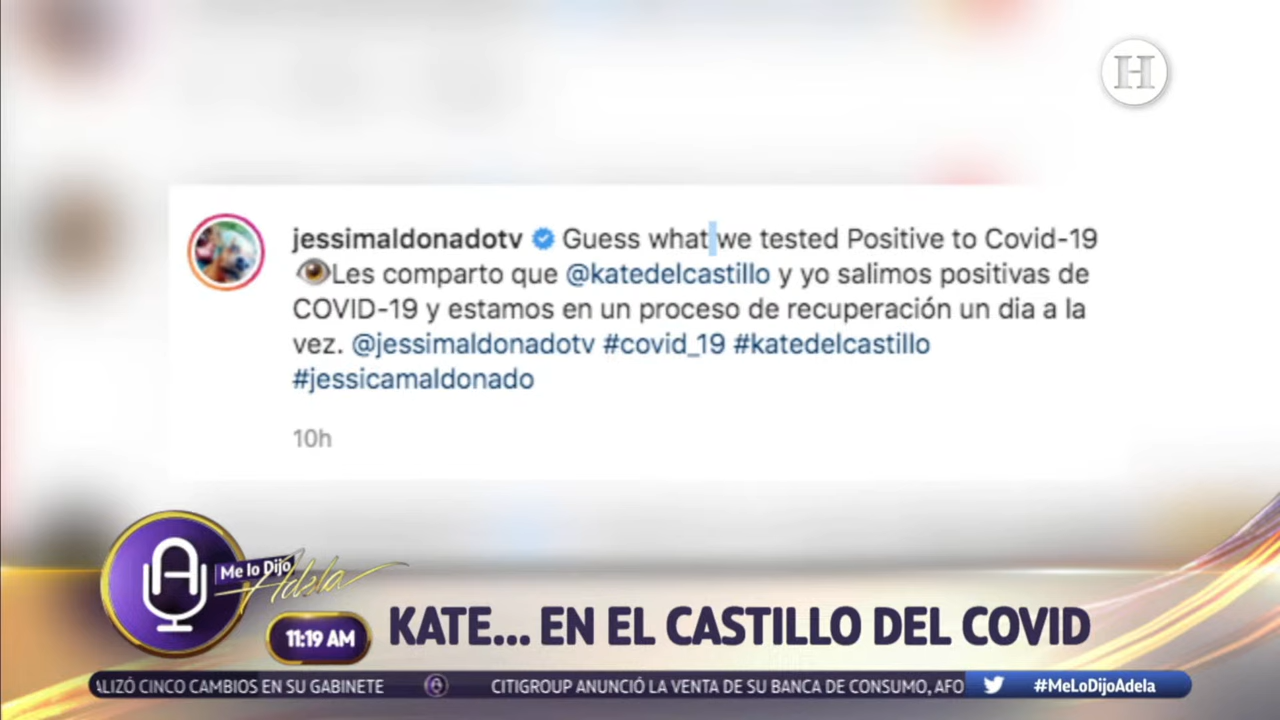 H
jessimaldonadotv Guess what we tested Positive to Covid-19
👁️Les comparto que @katedelcastillo y yo salimos positivas de
COVID-19 y estamos en un proceso de recuperación un dia a la
vez. @jessimaldonadotv #covid_19 #katedelcastillo
#jessicamaldonado
10h
A
Me lo Dijo
Adela
11:19 AM
KATE... EN EL CASTILLO DEL COVID
ALIZÓ CINCO CAMBIOS EN SU GABINETE
CITIGROUP ANUNCIÓ LA VENTA DE SU BANCA DE CONSUMO, AFO
#MeLoDijoAdela